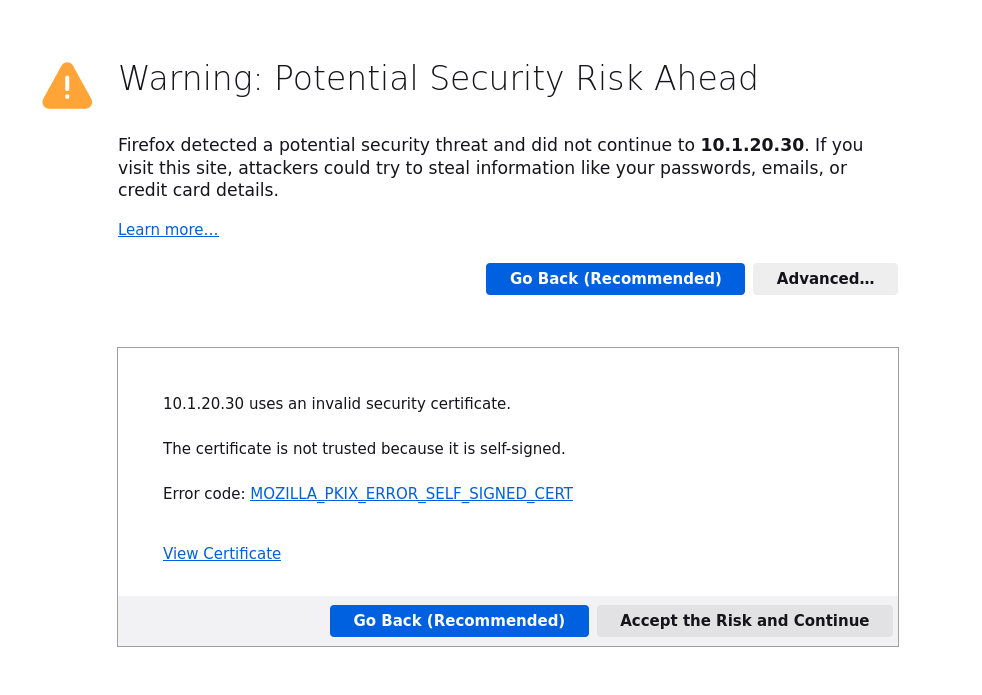 Warning: Potential Security Risk Ahead
Firefox detected a potential security threat and did not continue to 10.1.20.30. If you
visit this site, attackers could try to steal information like your passwords, emails, or
credit card details.
Learn more…
Go Back (Recommended) Advanced…
10.1.20.30 uses an invalid security certificate.
The certificate is not trusted because it is self-signed.
Error code: MOZILLA_PKIX_ERROR_SELF_SIGNED_CERT
View Certificate
Go Back (Recommended) Accept the Risk and Continue